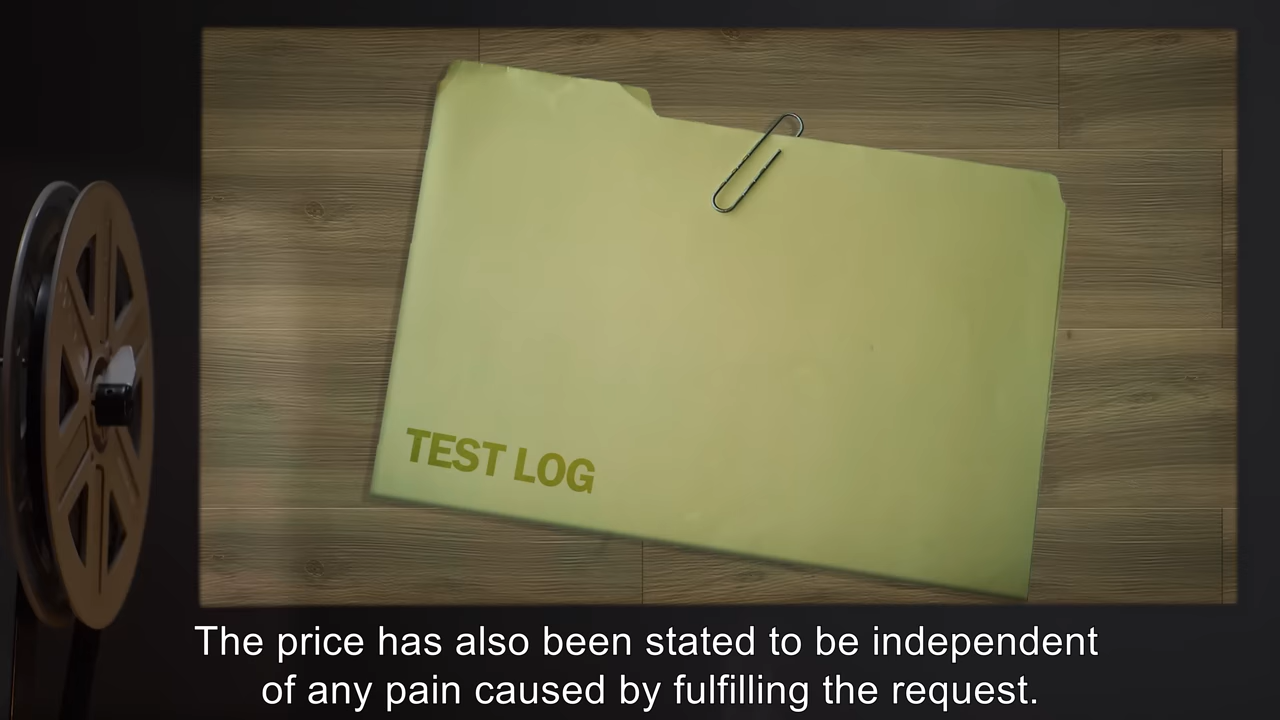 TEST LOG
The price has also been stated to be independent
of any pain caused by fulfilling the request.